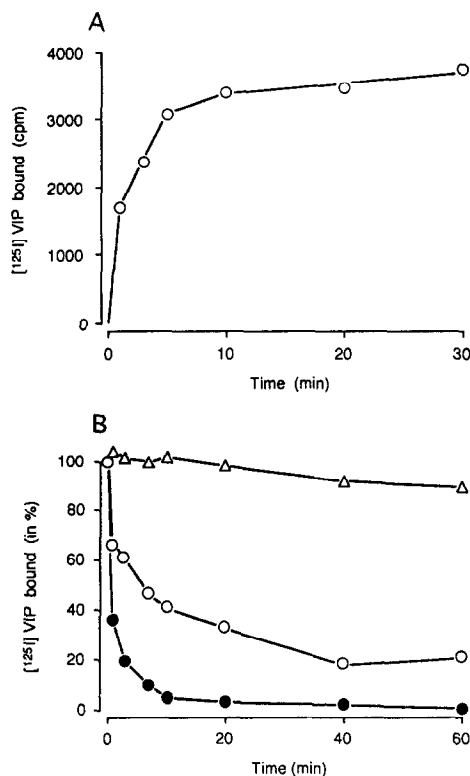 A
4000
3000
2000
1000
0
[125I] VIP bound (cpm)
0 10 20 30
Time (min)
B
100
80
60
40
20
0
[125I] VIP bound (in %)
0 20 40 60
Time (min)